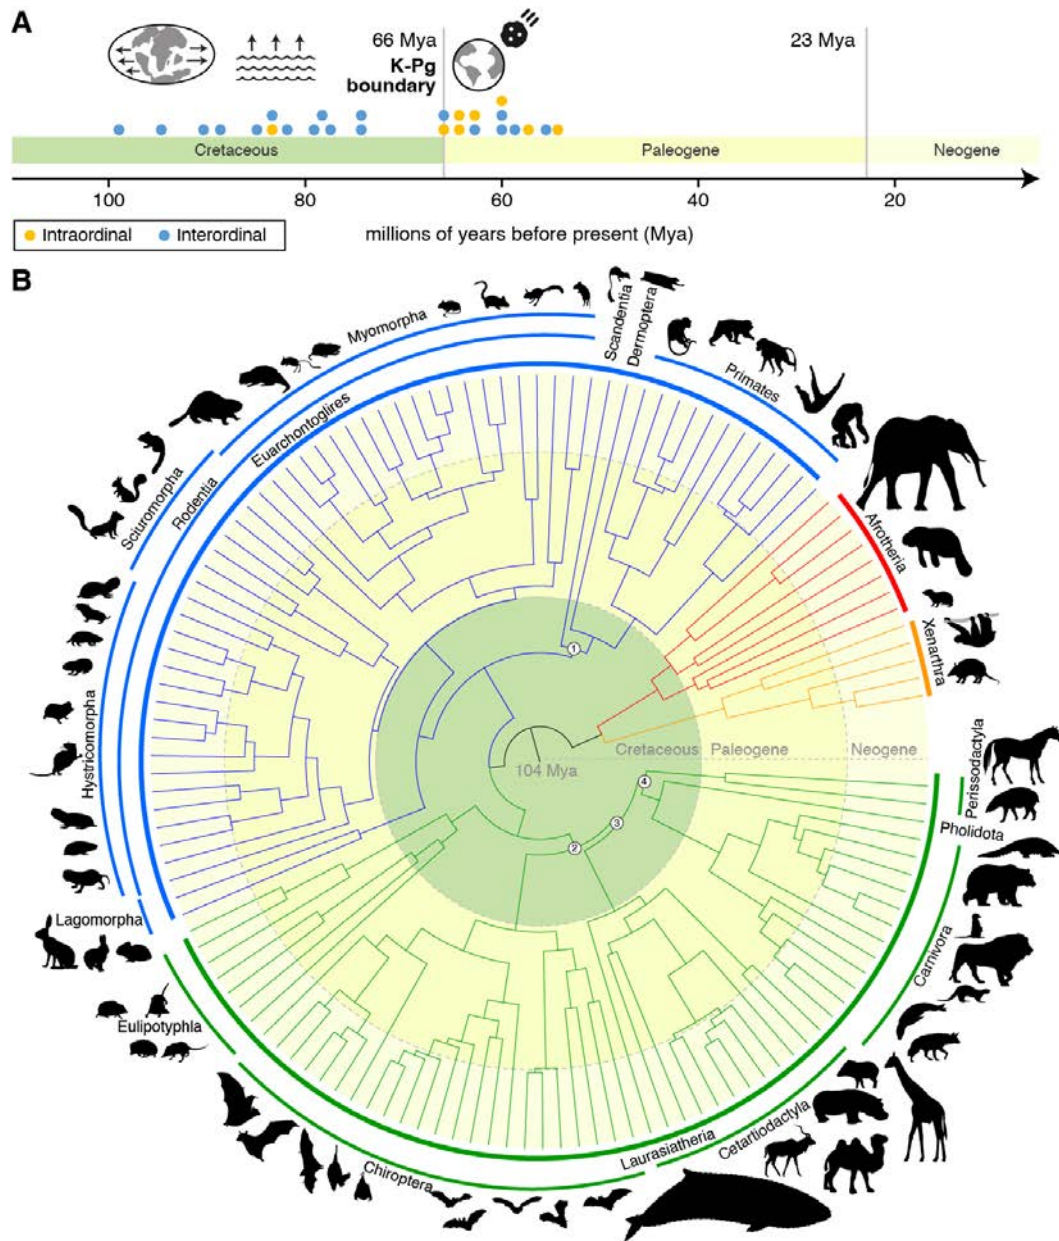 A
66 Mya
K-Pg
boundary
23 Mya
Cretaceous
Paleogene
Neogene
100
80
60
40
20
Intraordinal
Interordinal
millions of years before present (Mya)
B
Myomorpha
Scandentia
Dermoptera
Primates
Euarchontoglires
Rodentia
Sciuromorpha
Afrotheria
Xenarthra
Hystricomorpha
1
Cretaceous
Paleogene
Neogene
104 Mya
4
3
2
Perissodactyla
Pholidota
Carnivora
Lagomorpha
Eulipotyphla
Chiroptera
Laurasiatheria
Cetartiodactyla